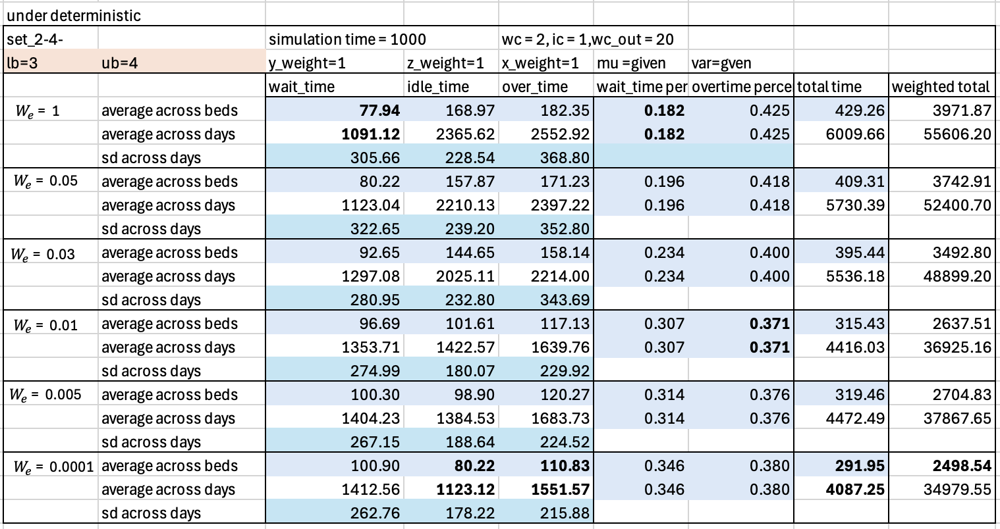 under deterministic
set_2-4- simulation time = 1000 wc = 2, ic = 1,wc_out = 20
lb=3 ub=4 y_weight=1 z_weight=1 x_weight=1 mu =given var=gven
wait_time idle_time over_time wait_time per overtime perce total time weighted total
We = 1 average across beds 77.94 168.97 182.35 0.182 0.425 429.26 3971.87
average across days 1091.12 2365.62 2552.92 0.182 0.425 6009.66 55606.20
sd across days 305.66 228.54 368.80
We = 0.05 average across beds 80.22 157.87 171.23 0.196 0.418 409.31 3742.91
average across days 1123.04 2210.13 2397.22 0.196 0.418 5730.39 52400.70
sd across days 322.65 239.20 352.80
We = 0.03 average across beds 92.65 144.65 158.14 0.234 0.400 395.44 3492.80
average across days 1297.08 2025.11 2214.00 0.234 0.400 5536.18 48899.20
sd across days 280.95 232.80 343.69
We = 0.01 average across beds 96.69 101.61 117.13 0.307 0.371 315.43 2637.51
average across days 1353.71 1422.57 1639.76 0.307 0.371 4416.03 36925.16
sd across days 274.99 180.07 229.92
We = 0.005 average across beds 100.30 98.90 120.27 0.314 0.376 319.46 2704.83
average across days 1404.23 1384.53 1683.73 0.314 0.376 4472.49 37867.65
sd across days 267.15 188.64 224.52
We = 0.0001 average across beds 100.90 80.22 110.83 0.346 0.380 291.95 2498.54
average across days 1412.56 1123.12 1551.57 0.346 0.380 4087.25 34979.55
sd across days 262.76 178.22 215.88